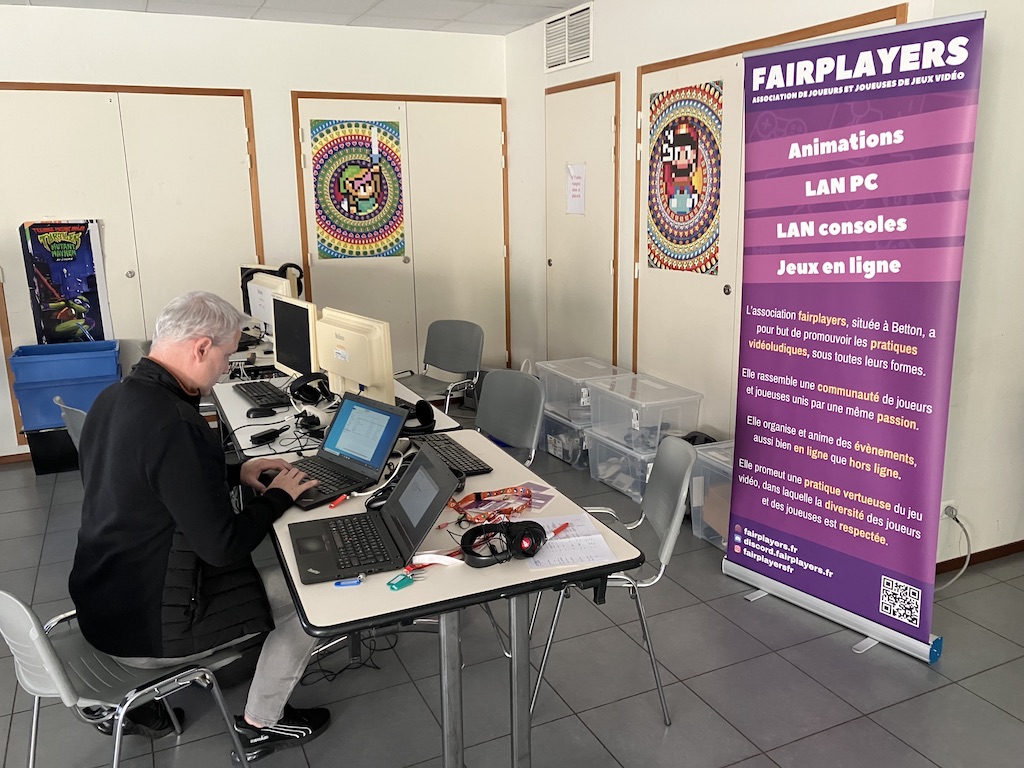 FAIRPLAYERS
ASSOCIATION DE JOUEURS ET JOUEUSES DE JEUX VIDÉO
Animations
LAN PC
LAN consoles
Jeux en ligne
L'association fairplayers, située à Betton, a
pour but de promouvoir les pratiques
vidéoludiques, sous toutes leurs formes.
Elle rassemble une communauté de joueurs
et joueuses unis par une même passion.
Elle organise et anime des évènements,
aussi bien en ligne que hors ligne.
Elle promeut une pratique vertueuse du jeu
vidéo, dans laquelle la diversité des joueurs
et des joueuses est respectée.
fairplayers.fr
discord.fairplayers.fr
fairplayersfr
TEENAGE MUTANT NINJA
TURTLES
MUTANT
MAYHEM